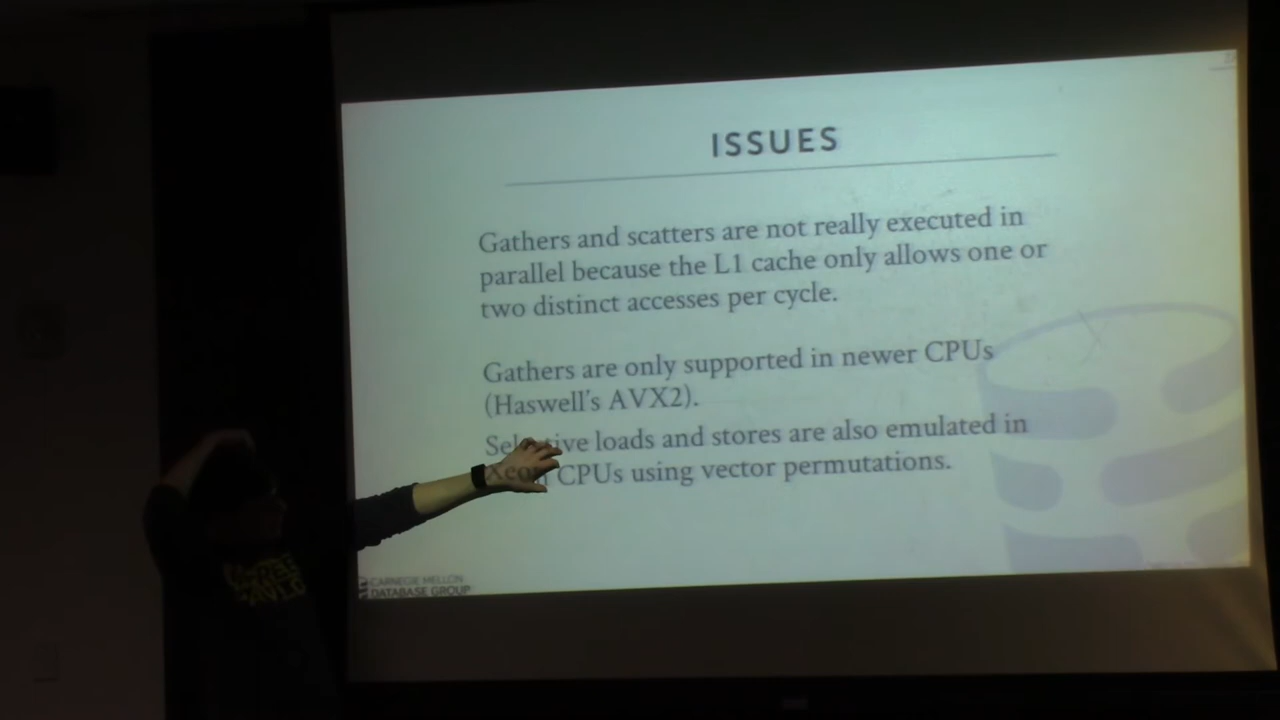 ISSUES
Gathers and scatters are not really executed in
parallel because the L1 cache only allows one or
two distinct accesses per cycle.
Gathers are only supported in newer CPUs
(Haswell's AVX2).
loads and stores are also emulated in
CPUs using vector permutations.
CARNEGIE MELLON
DATABASE GROUP